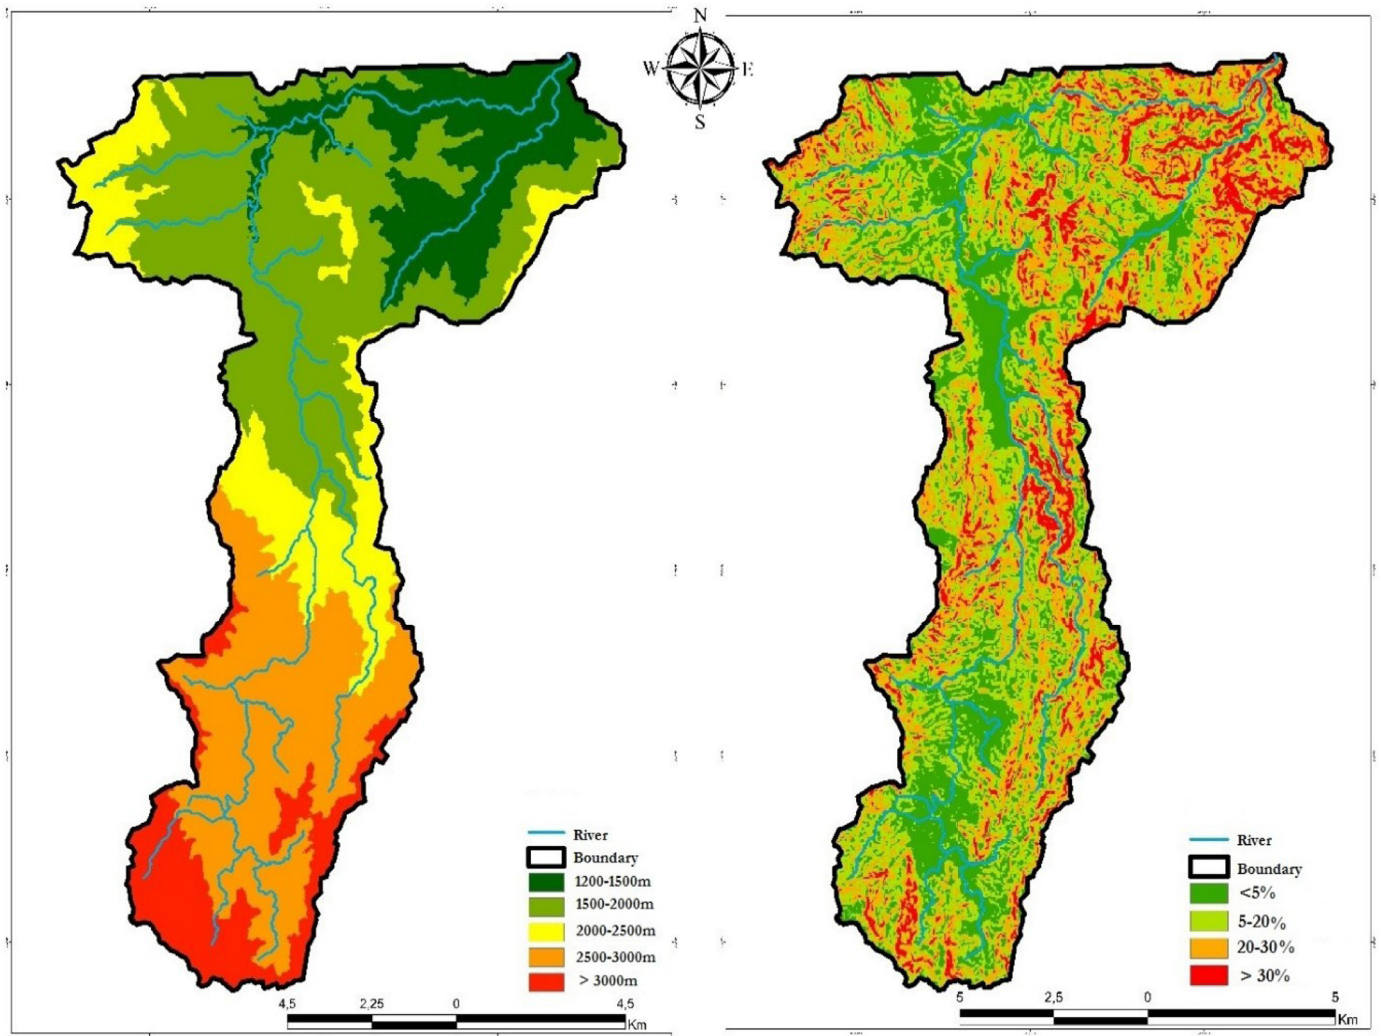 N
W E
S
River
Boundary
1200-1500m
1500-2000m
2000-2500m
2500-3000m
> 3000m
4,5 2,25 0 4,5
Km
River
Boundary
<5%
5-20%
20-30%
> 30%
5 2,5 0 5
Km